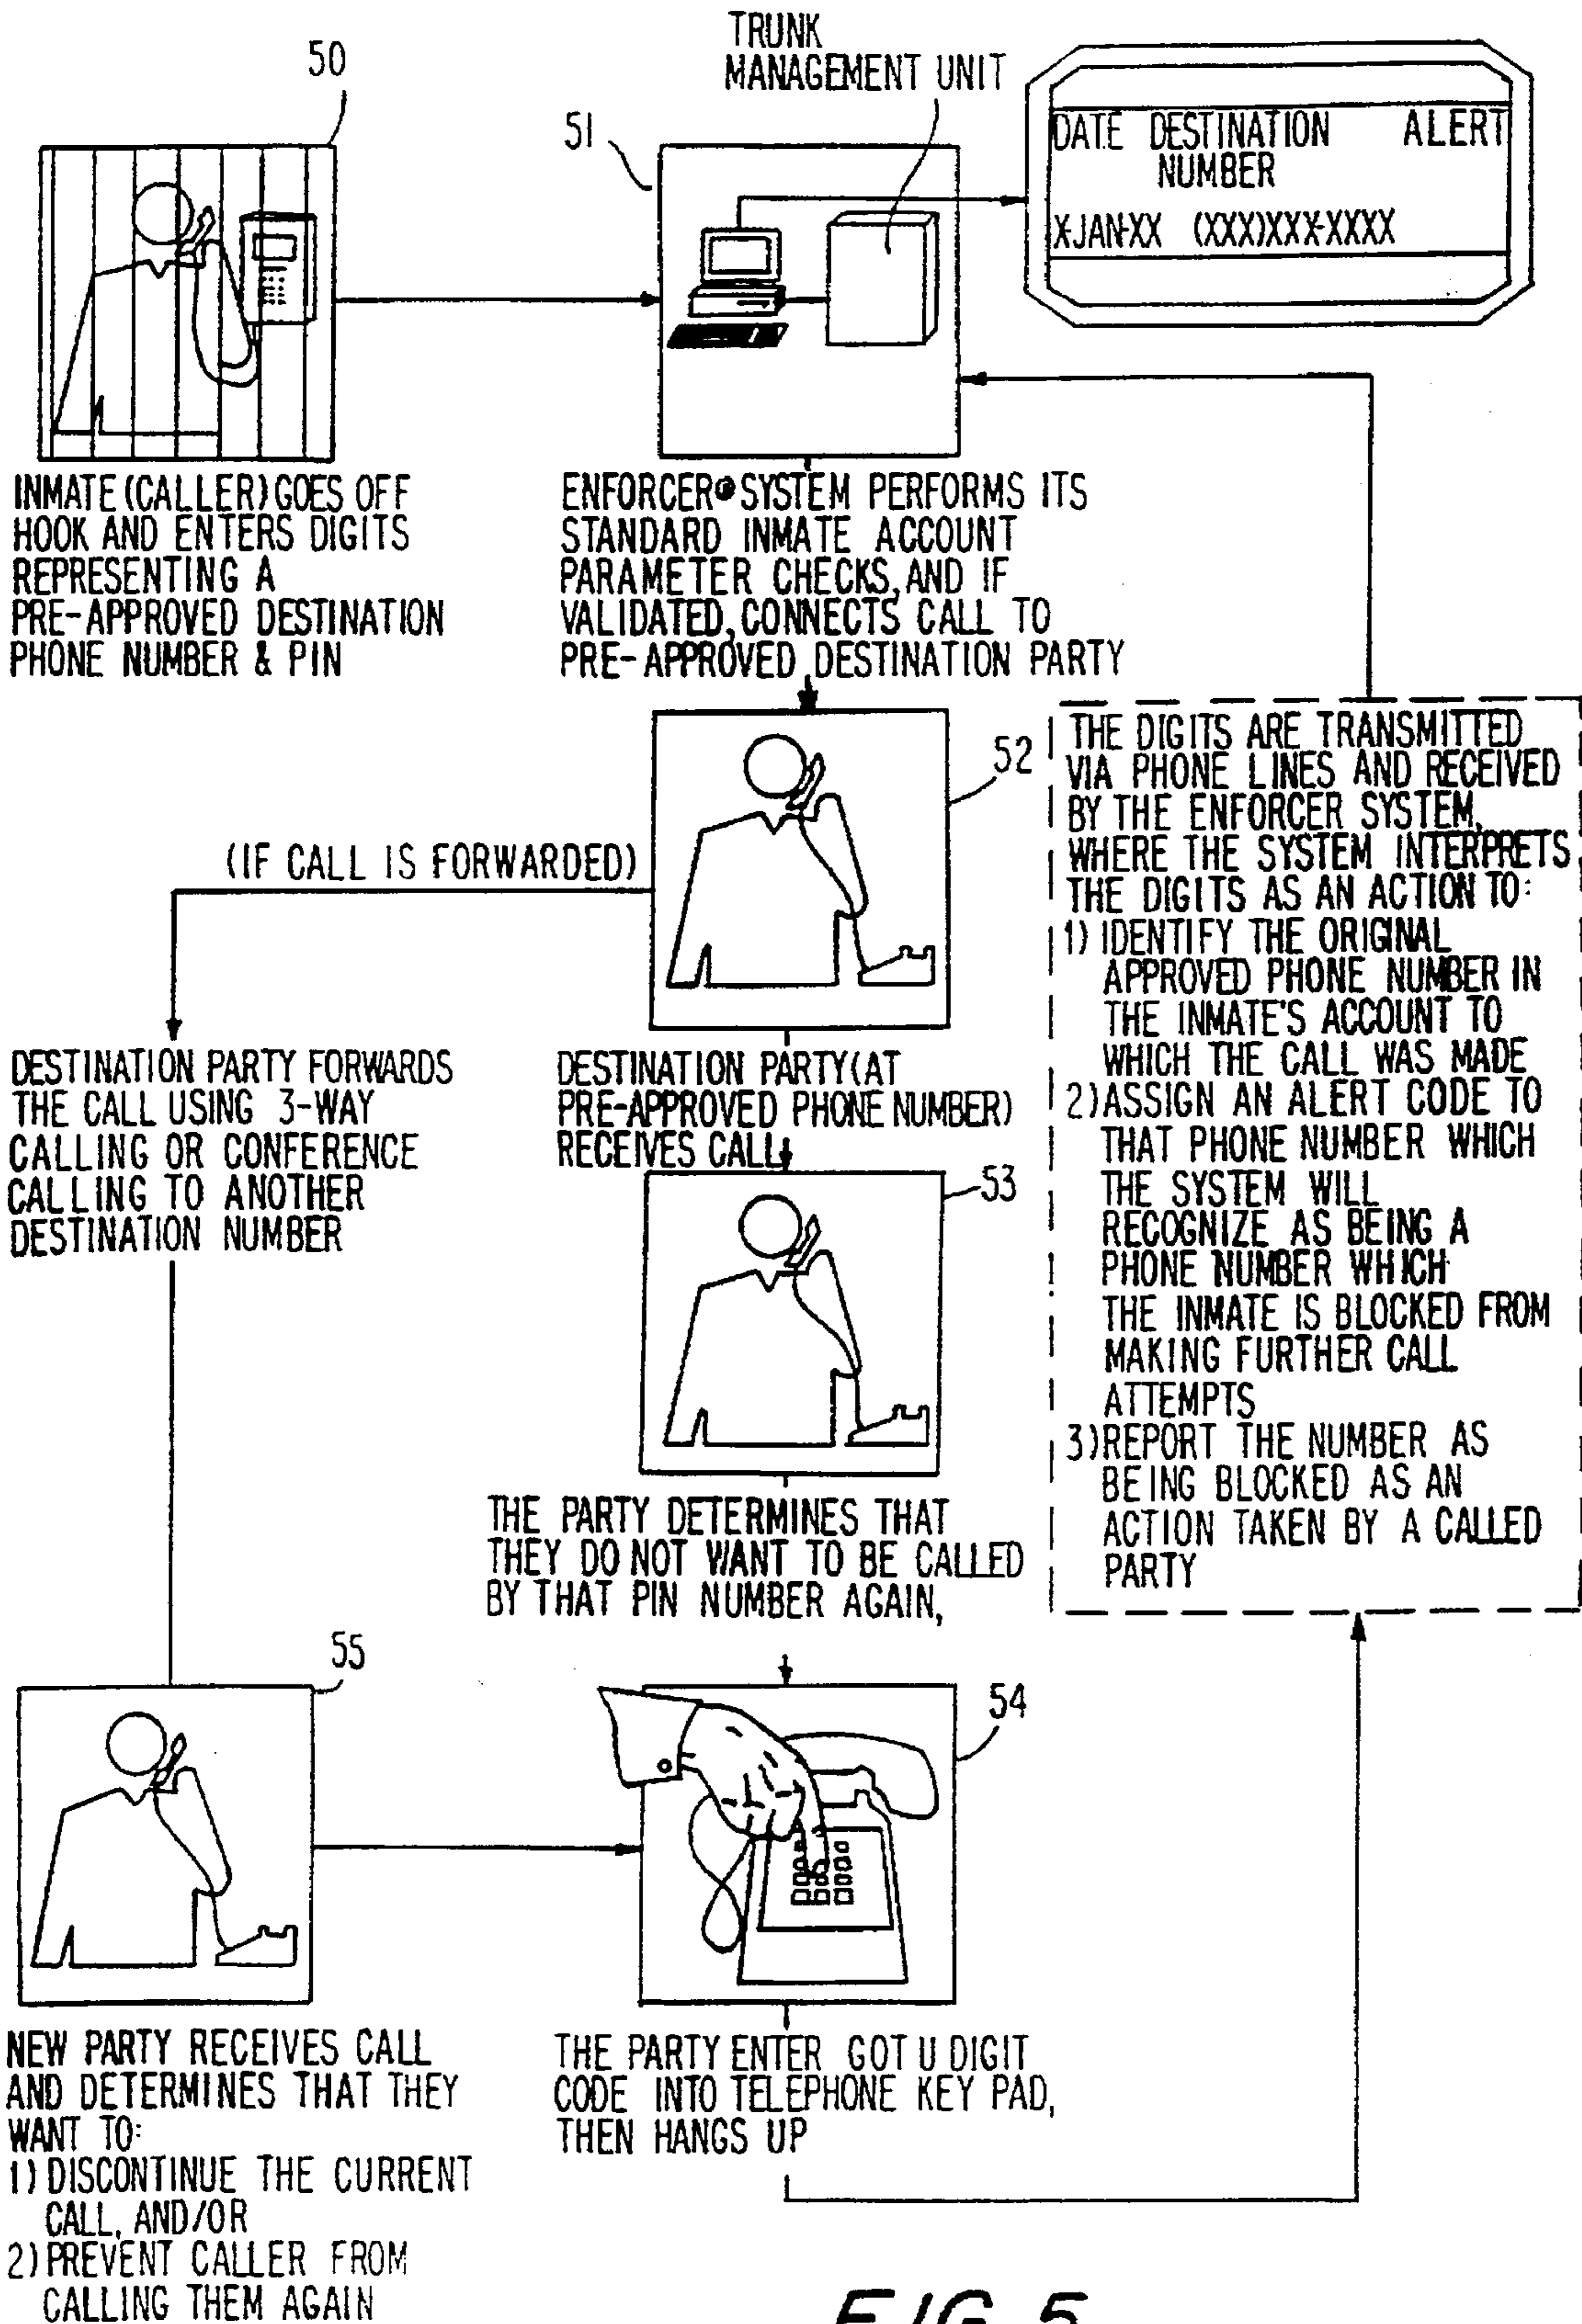 50
INMATE (CALLER) GOES OFF
HOOK AND ENTERS DIGITS
REPRESENTING A
PRE-APPROVED DESTINATION
PHONE NUMBER & PIN
TRUNK
MANAGEMENT UNIT
51
ENFORCER® SYSTEM PERFORMS ITS
STANDARD INMATE ACCOUNT
PARAMETER CHECKS, AND IF
VALIDATED, CONNECTS CALL TO
PRE-APPROVED DESTINATION PARTY
DATE DESTINATION ALERT
NUMBER
X-JAN-XX (XXX)XXX-XXXX
52
(IF CALL IS FORWARDED)
DESTINATION PARTY FORWARDS
THE CALL USING 3-WAY
CALLING OR CONFERENCE
CALLING TO ANOTHER
DESTINATION NUMBER
DESTINATION PARTY (AT
PRE-APPROVED PHONE NUMBER)
RECEIVES CALL
53
THE PARTY DETERMINES THAT
THEY DO NOT WANT TO BE CALLED
BY THAT PIN NUMBER AGAIN,
THE DIGITS ARE TRANSMITTED
VIA PHONE LINES AND RECEIVED
BY THE ENFORCER SYSTEM,
WHERE THE SYSTEM INTERPRETS
THE DIGITS AS AN ACTION TO:
1) IDENTIFY THE ORIGINAL
APPROVED PHONE NUMBER IN
THE INMATE'S ACCOUNT TO
WHICH THE CALL WAS MADE
2) ASSIGN AN ALERT CODE TO
THAT PHONE NUMBER WHICH
THE SYSTEM WILL
RECOGNIZE AS BEING A
PHONE NUMBER WHICH
THE INMATE IS BLOCKED FROM
MAKING FURTHER CALL
ATTEMPTS
3) REPORT THE NUMBER AS
BEING BLOCKED AS AN
ACTION TAKEN BY A CALLED
PARTY
55
NEW PARTY RECEIVES CALL
AND DETERMINES THAT THEY
WANT TO:
1) DISCONTINUE THE CURRENT
CALL, AND/OR
2) PREVENT CALLER FROM
CALLING THEM AGAIN
54
THE PARTY ENTER GOT U DIGIT
CODE INTO TELEPHONE KEY PAD,
THEN HANGS UP
FIG. 5